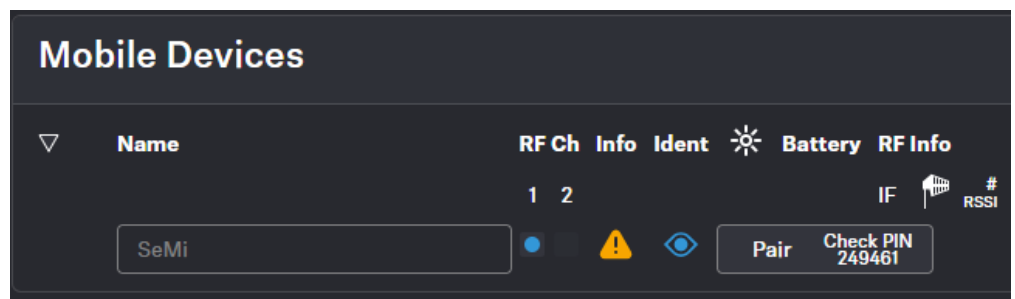 Mobile Devices
Name RF Ch Info Ident Battery RF Info
1 2 IF # RSSI
SeMi Pair Check PIN 249461